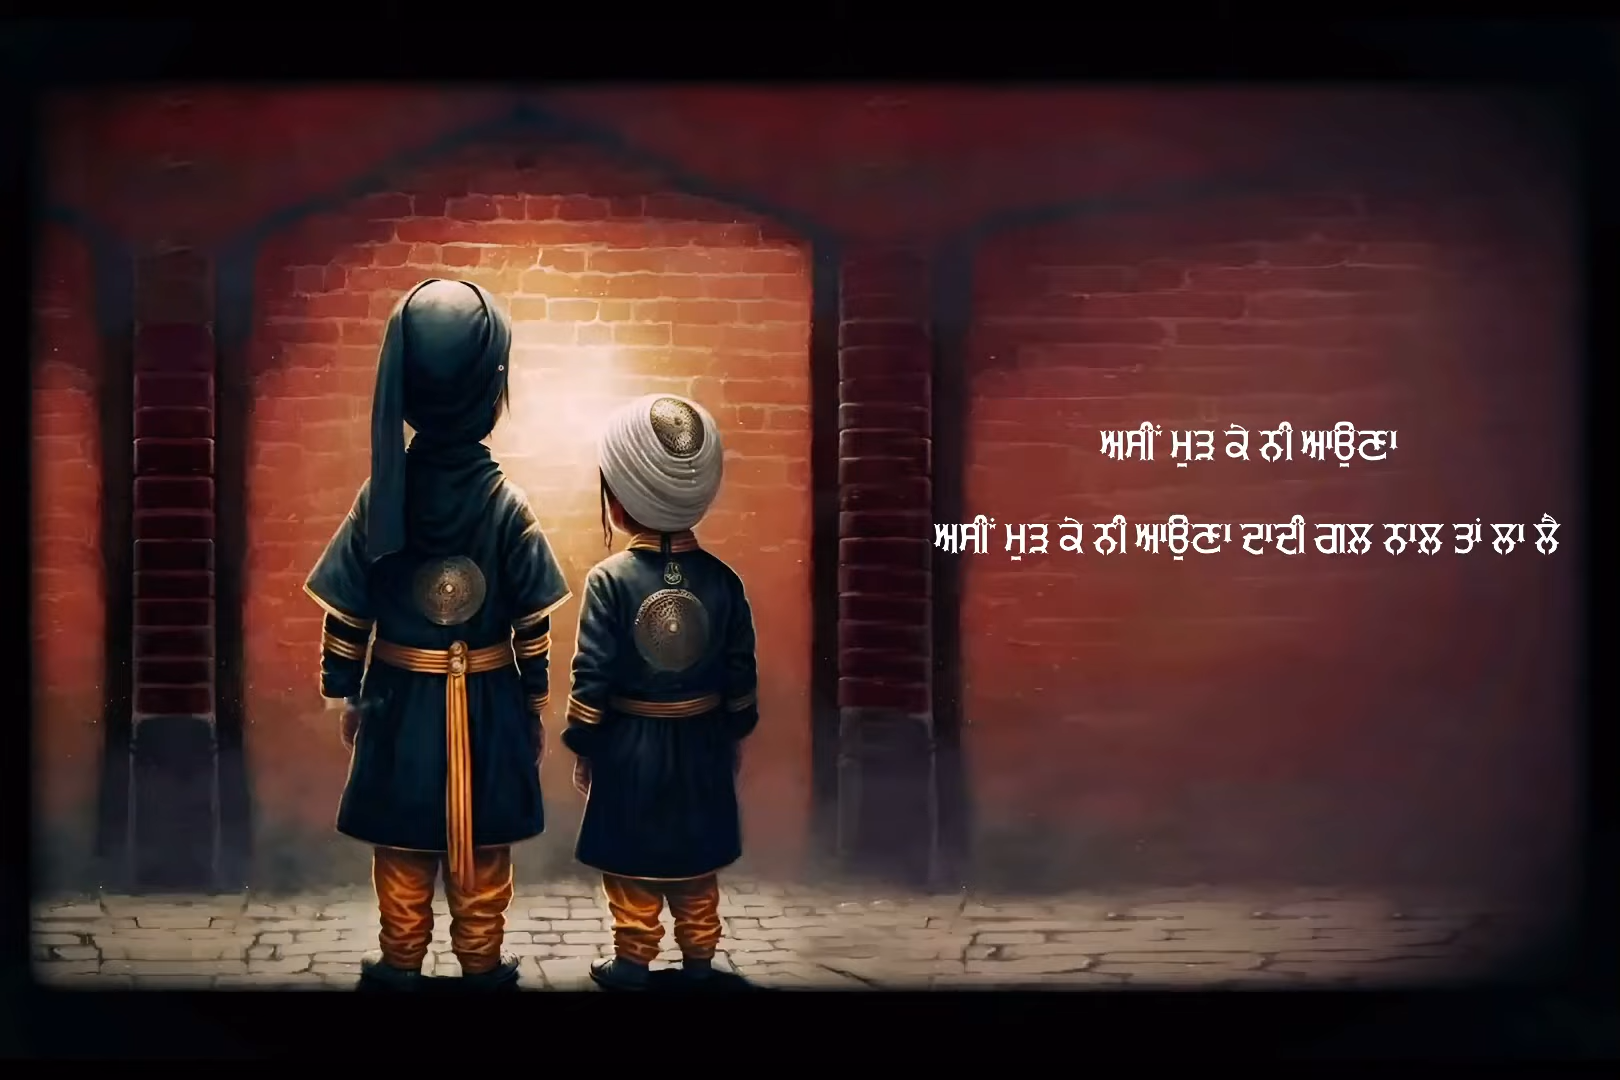 ਅਸੀਂ ਮੁੜ ਕੇ ਨੀ ਆਉਣਾ
ਅਸੀਂ ਮੁੜ ਕੇ ਨੀ ਆਉਣਾ ਦਾਦੀ ਗਲ ਨਾਲ ਤਾਂ ਲਾ ਲੈ